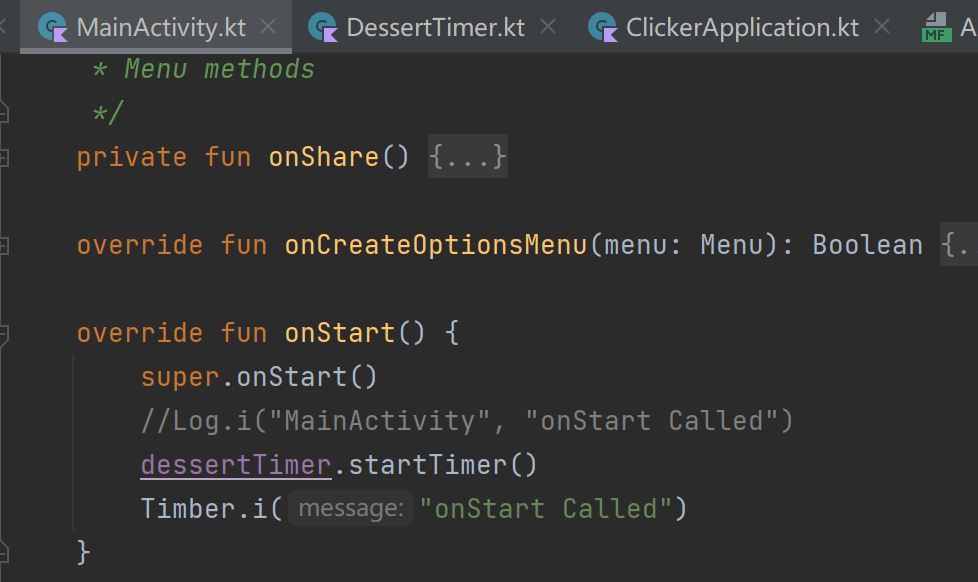 MainActivity.kt DessertTimer.kt ClickerApplication.kt MF A
* Menu methods
*/
private fun onShare() {...}
override fun onCreateOptionsMenu(menu: Menu): Boolean {.
override fun onStart() {
super.onStart()
//Log.i("MainActivity", "onStart Called")
dessertTimer.startTimer()
Timber.i( message: "onStart Called")
}